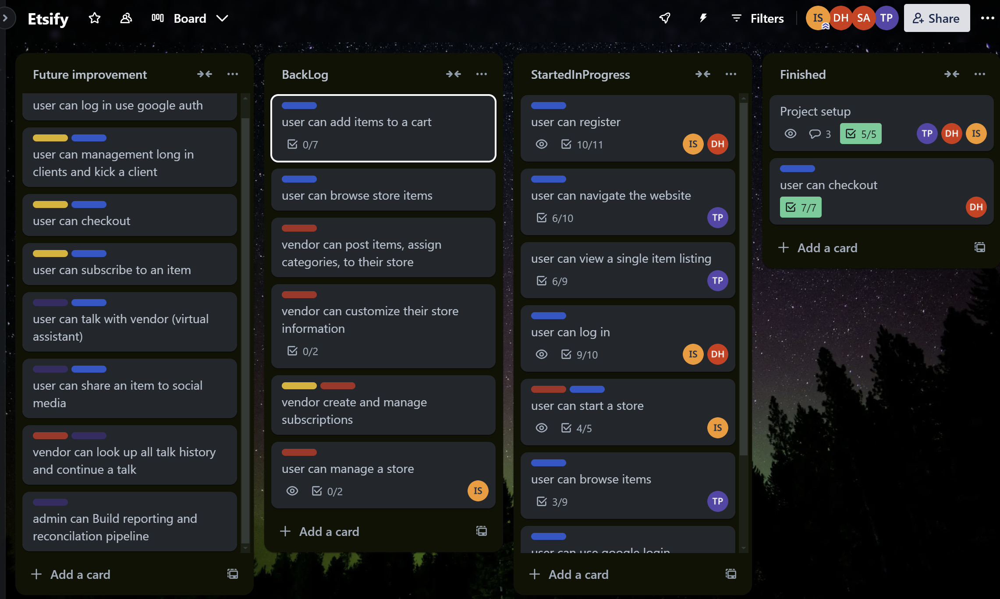 Etsify
Board
Filters
IS
DH
SA
TP
Share
Future improvement
user can log in use google auth
user can management long in
clients and kick a client
user can checkout
user can subscribe to an item
user can talk with vendor (virtual
assistant)
user can share an item to social
media
vendor can look up all talk history
and continue a talk
admin can Build reporting and
reconcilation pipeline
Add a card
BackLog
user can add items to a cart
0/7
user can browse store items
vendor can post items, assign
categories, to their store
vendor can customize their store
information
0/2
vendor create and manage
subscriptions
user can manage a store
0/2
IS
Add a card
StartedInProgress
user can register
10/11
IS
DH
user can navigate the website
6/10
TP
user can view a single item listing
6/9
TP
user can log in
9/10
IS
DH
user can start a store
4/5
IS
user can browse items
3/9
TP
user can use google login
Add a card
Finished
Project setup
3
5/5
TP
DH
IS
user can checkout
7/7
DH
Add a card